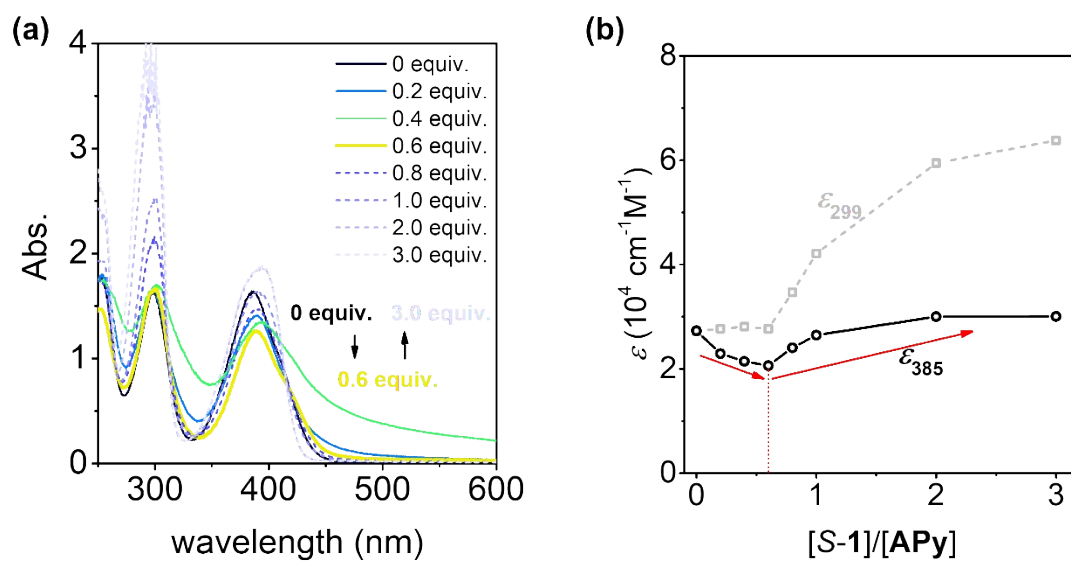 (a)
Abs.
4
3
2
1
0
300
400
500
600
wavelength (nm)
0 equiv.
0.2 equiv.
0.4 equiv.
0.6 equiv.
0.8 equiv.
1.0 equiv.
2.0 equiv.
3.0 equiv.
0 equiv. 3.0 equiv.
0.6 equiv.
(b)
ε (10⁴ cm⁻¹M⁻¹)
8
6
4
2
0
0
1
2
3
[S-1]/[APy]
ε₂₉₉
ε₃₈₅